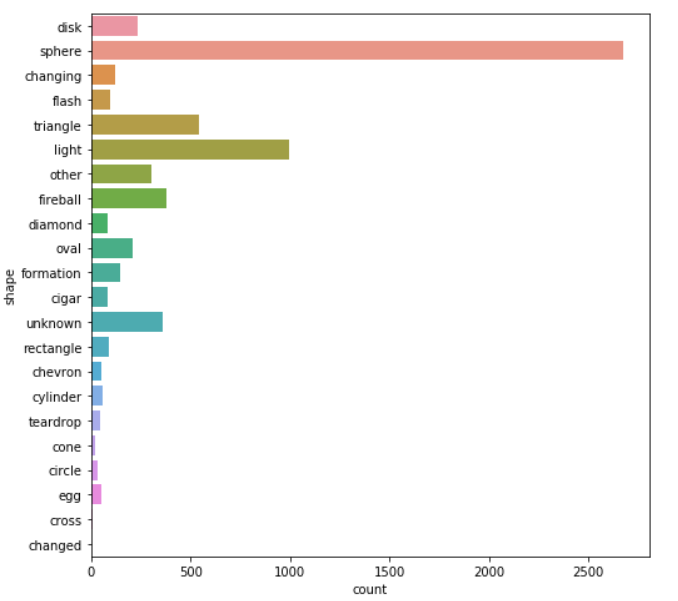 disk
sphere
changing
flash
triangle
light
other
fireball
diamond
oval
formation
cigar
unknown
rectangle
chevron
cylinder
teardrop
cone
circle
egg
cross
changed
shape
0 500 1000 1500 2000 2500
count